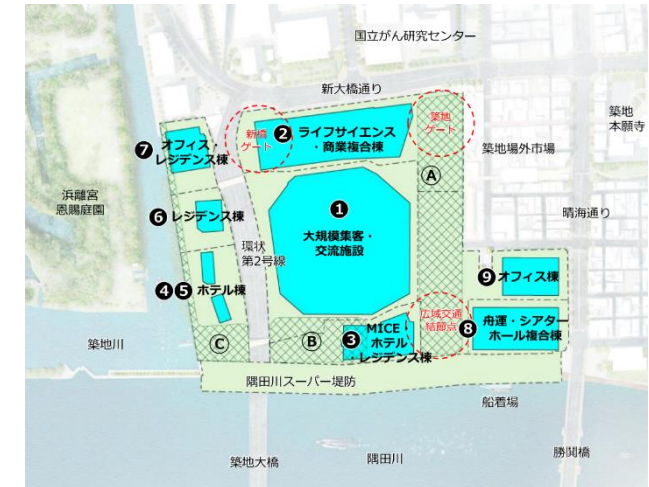 国立がん研究センター
新大橋通り
築地
本願寺
新橋
ゲート
❷ ライフサイエンス
・商業複合棟
築地
ゲート
築地場外市場
❼ オフィス・
レジデンス棟
Ⓐ
浜離宮
恩賜庭園
❻ レジデンス棟
❶
大規模集客・
交流施設
晴海通り
環状
第2号線
❾ オフィス棟
❹❺ ホテル棟
広域交通
結節点
❽ 舟運・シアター
ホール複合棟
❸ MICE
ホテル
・レジデンス棟
Ⓑ
Ⓒ
築地川
隅田川スーパー堤防
船着場
築地大橋
隅田川
勝鬨橋